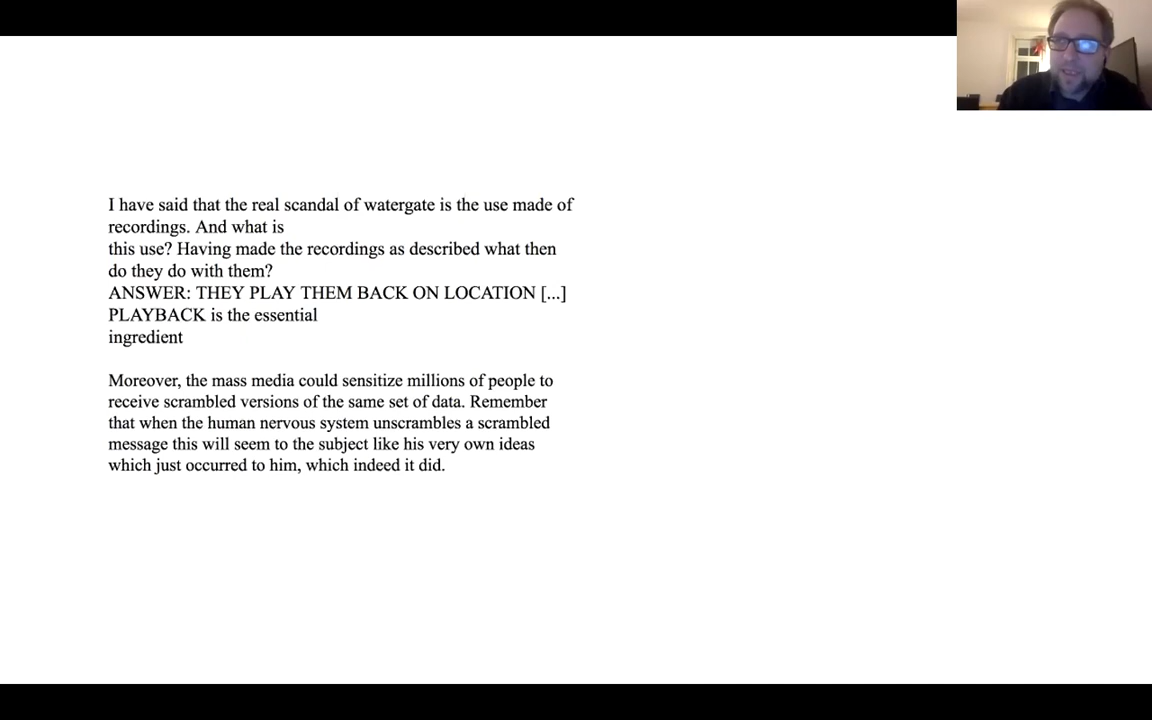 I have said that the real scandal of watergate is the use made of
recordings. And what is
this use? Having made the recordings as described what then
do they do with them?
ANSWER: THEY PLAY THEM BACK ON LOCATION [...]
PLAYBACK is the essential
ingredient
Moreover, the mass media could sensitize millions of people to
receive scrambled versions of the same set of data. Remember
that when the human nervous system unscrambles a scrambled
message this will seem to the subject like his very own ideas
which just occurred to him, which indeed it did.